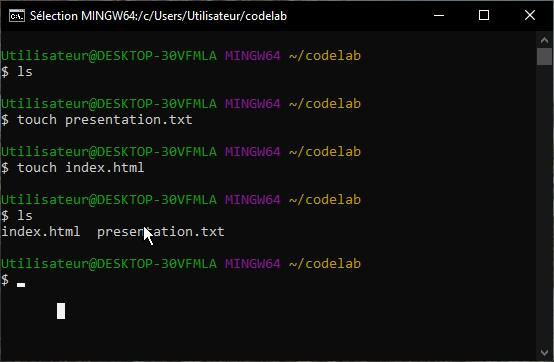 Sélection MINGW64:/c/Users/Utilisateur/codelab
Utilisateur@DESKTOP-30VFMLA MINGW64 ~/codelab
$ ls
Utilisateur@DESKTOP-30VFMLA MINGW64 ~/codelab
$ touch presentation.txt
Utilisateur@DESKTOP-30VFMLA MINGW64 ~/codelab
$ touch index.html
Utilisateur@DESKTOP-30VFMLA MINGW64 ~/codelab
$ ls
index.html  presentation.txt
Utilisateur@DESKTOP-30VFMLA MINGW64 ~/codelab
$